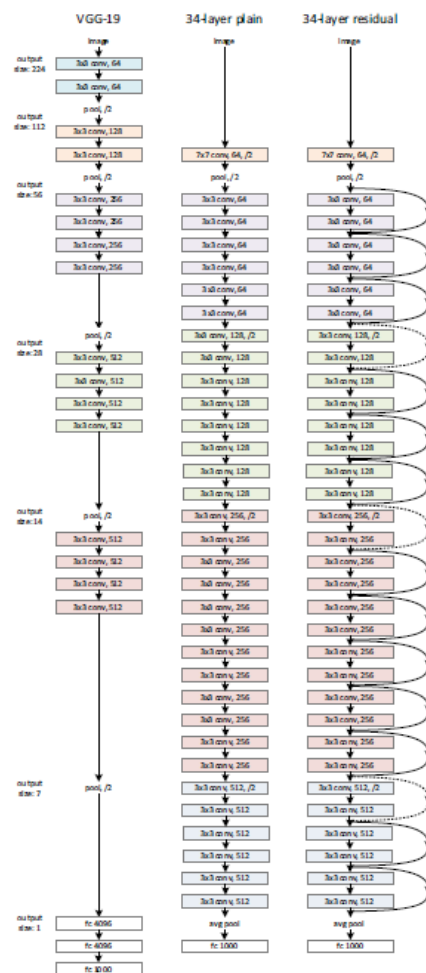 VGG-19
image
output
size: 224
3x3 conv, 64
3x3 conv, 64
pool, /2
output
size: 112
3x3 conv, 128
3x3 conv, 128
pool, /2
output
size: 56
3x3 conv, 256
3x3 conv, 256
3x3 conv, 256
3x3 conv, 256
pool, /2
output
size: 28
3x3 conv, 512
3x3 conv, 512
3x3 conv, 512
3x3 conv, 512
pool, /2
output
size: 14
3x3 conv, 512
3x3 conv, 512
3x3 conv, 512
3x3 conv, 512
output
size: 7
pool, /2
output
size: 1
fc 4096
fc 4096
fc 1000
34-layer plain
image
7x7 conv, 64, /2
pool, /2
3x3 conv, 64
3x3 conv, 64
3x3 conv, 64
3x3 conv, 64
3x3 conv, 64
3x3 conv, 64
3x3 conv, 128, /2
3x3 conv, 128
3x3 conv, 128
3x3 conv, 128
3x3 conv, 128
3x3 conv, 128
3x3 conv, 128
3x3 conv, 128
3x3 conv, 256, /2
3x3 conv, 256
3x3 conv, 256
3x3 conv, 256
3x3 conv, 256
3x3 conv, 256
3x3 conv, 256
3x3 conv, 256
3x3 conv, 256
3x3 conv, 256
3x3 conv, 256
3x3 conv, 256
3x3 conv, 512, /2
3x3 conv, 512
3x3 conv, 512
3x3 conv, 512
3x3 conv, 512
3x3 conv, 512
avg pool
fc 1000
34-layer residual
image
7x7 conv, 64, /2
pool, /2
3x3 conv, 64
3x3 conv, 64
3x3 conv, 64
3x3 conv, 64
3x3 conv, 64
3x3 conv, 64
3x3 conv, 128, /2
3x3 conv, 128
3x3 conv, 128
3x3 conv, 128
3x3 conv, 128
3x3 conv, 128
3x3 conv, 128
3x3 conv, 128
3x3 conv, 256, /2
3x3 conv, 256
3x3 conv, 256
3x3 conv, 256
3x3 conv, 256
3x3 conv, 256
3x3 conv, 256
3x3 conv, 256
3x3 conv, 256
3x3 conv, 256
3x3 conv, 256
3x3 conv, 256
3x3 conv, 512, /2
3x3 conv, 512
3x3 conv, 512
3x3 conv, 512
3x3 conv, 512
3x3 conv, 512
avg pool
fc 1000